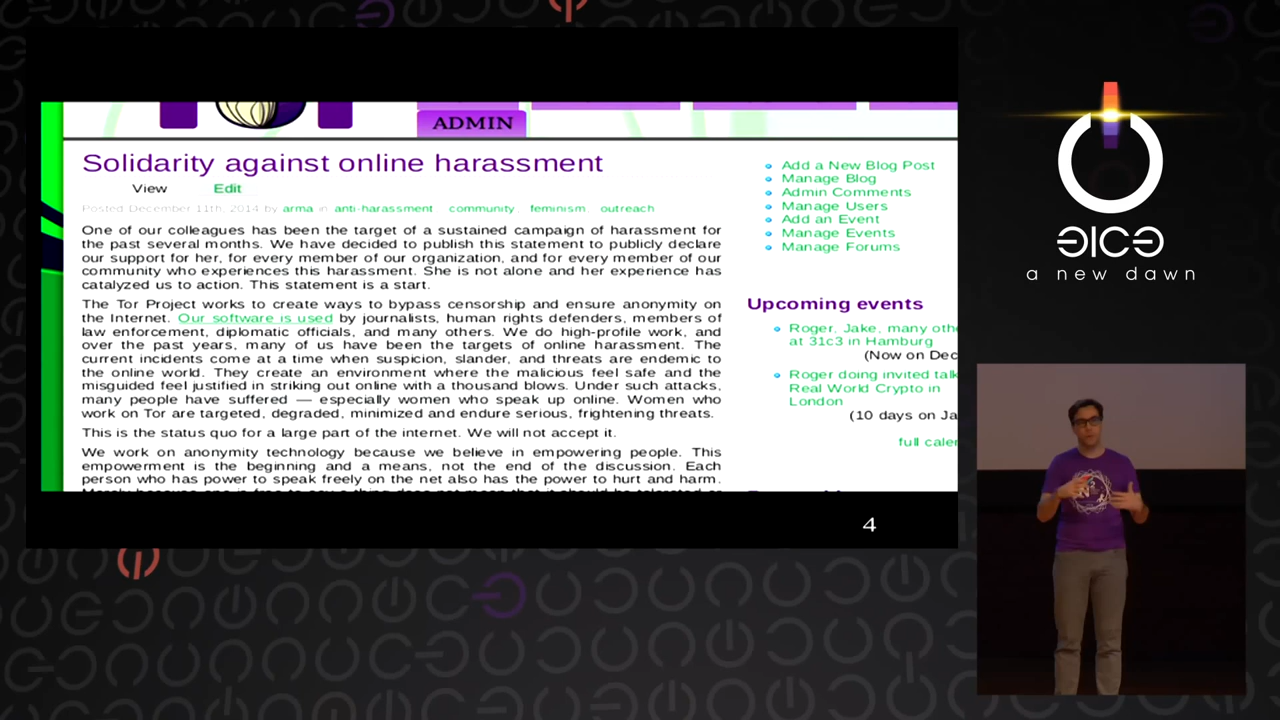 ADMIN
Solidarity against online harassment
View Edit
Posted December 11th, 2014 by arma in anti-harassment community feminism outreach
One of our colleagues has been the target of a sustained campaign of harassment for
the past several months. We have decided to publish this statement to publicly declare
our support for her, for every member of our organization, and for every member of our
community who experiences this harassment. She is not alone and her experience has
catalyzed us to action. This statement is a start.
The Tor Project works to create ways to bypass censorship and ensure anonymity on
the Internet. Our software is used by journalists, human rights defenders, members of
law enforcement, diplomatic officials, and many others. We do high-profile work, and
over the past years, many of us have been the targets of online harassment. The
current incidents come at a time when suspicion, slander, and threats are endemic to
the online world. They create an environment where the malicious feel safe and the
misguided feel justified in striking out online with a thousand blows. Under such attacks,
many people have suffered — especially women who speak up online. Women who
work on Tor are targeted, degraded, minimized and endure serious, frightening threats.
This is the status quo for a large part of the internet. We will not accept it.
We work on anonymity technology because we believe in empowering people. This
empowerment is the beginning and a means, not the end of the discussion. Each
person who has power to speak freely on the net also has the power to hurt and harm.
Add a New Blog Post
Manage Blog
Admin Comments
Manage Users
Add an Event
Manage Events
Manage Forums
Upcoming events
Roger, Jake, many othe
at 31c3 in Hamburg
(Now on Dec
Roger doing invited talk
Real World Crypto in
London
(10 days on Ja
full caler
4
a new dawn